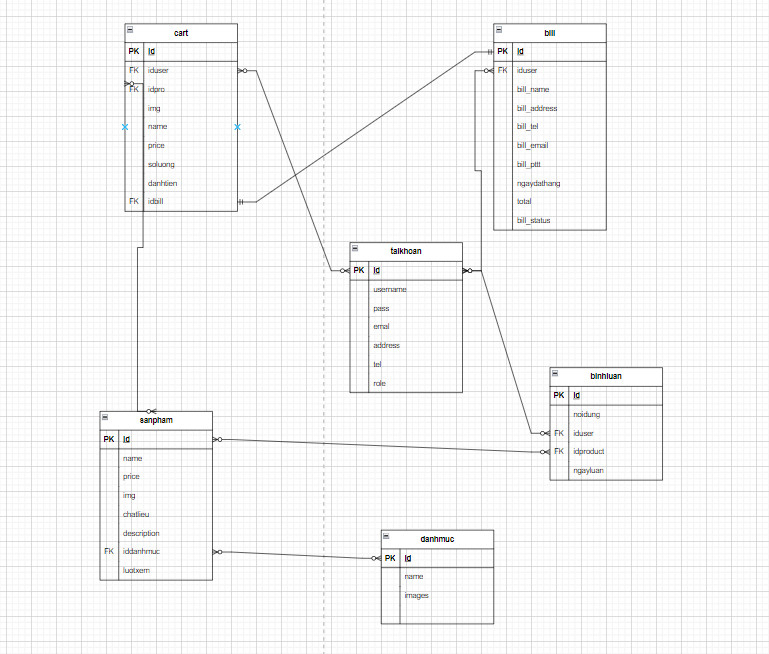 cart
PK id
FK iduser
FK idpro
img
name
price
soluong
danhtien
FK idbill
bill
PK id
FK iduser
bill_name
bill_address
bill_tel
bill_email
bill_pttt
ngaydathang
total
bill_status
taikhoan
PK id
username
pass
emal
address
tel
role
binhluan
PK id
noidung
FK iduser
FK idproduct
ngayluan
sanpham
PK id
name
price
img
chatlieu
description
FK iddanhmuc
luotxem
danhmuc
PK id
name
images